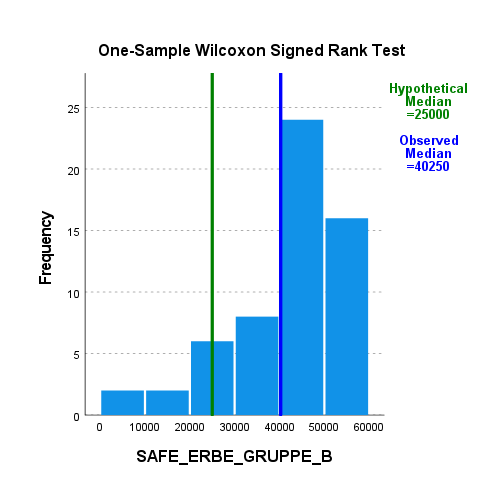 One-Sample Wilcoxon Signed Rank Test
Hypothetical
Median
=25000
Observed
Median
=40250
Frequency
25
20
15
10
5
0
0 10000 20000 30000 40000 50000 60000
SAFE_ERBE_GRUPPE_B